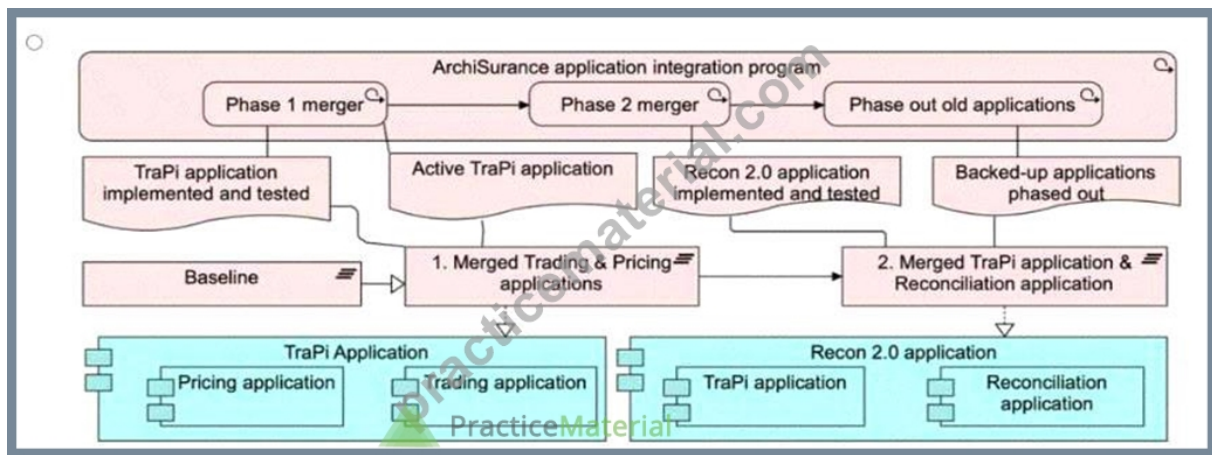 ArchiSurance application integration program
Phase 1 merger
Phase 2 merger
Phase out old applications
TraPi application
implemented and tested
Active TraPi application
Recon 2.0 application
implemented and tested
Backed-up applications
phased out
Baseline
1. Merged Trading & Pricing
applications
2. Merged TraPi application &
Reconciliation application
TraPi Application
Pricing application
Trading application
Recon 2.0 application
TraPi application
Reconciliation
application
practicematerial.com
PracticeMaterial